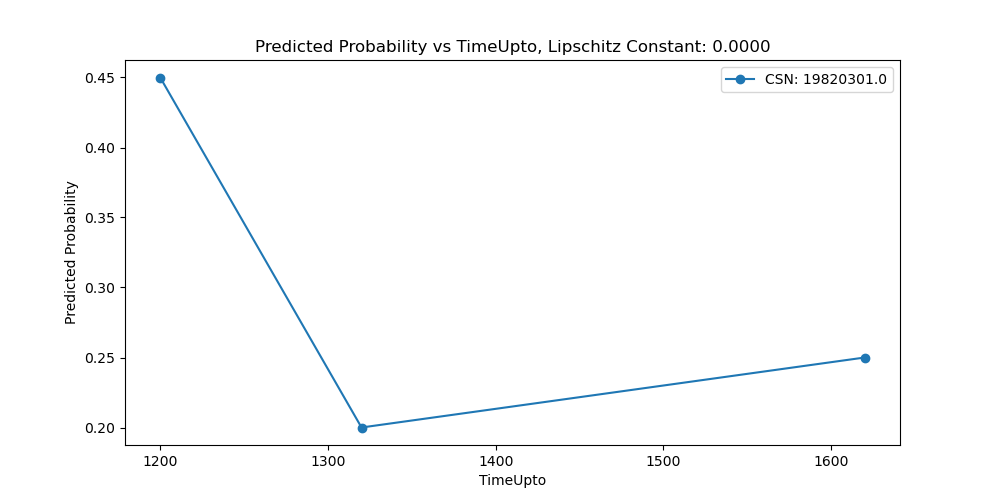 Predicted Probability vs TimeUpto, Lipschitz Constant: 0.0000
CSN: 19820301.0
Predicted Probability
0.45
0.40
0.35
0.30
0.25
0.20
1200 1300 1400 1500 1600
TimeUpto